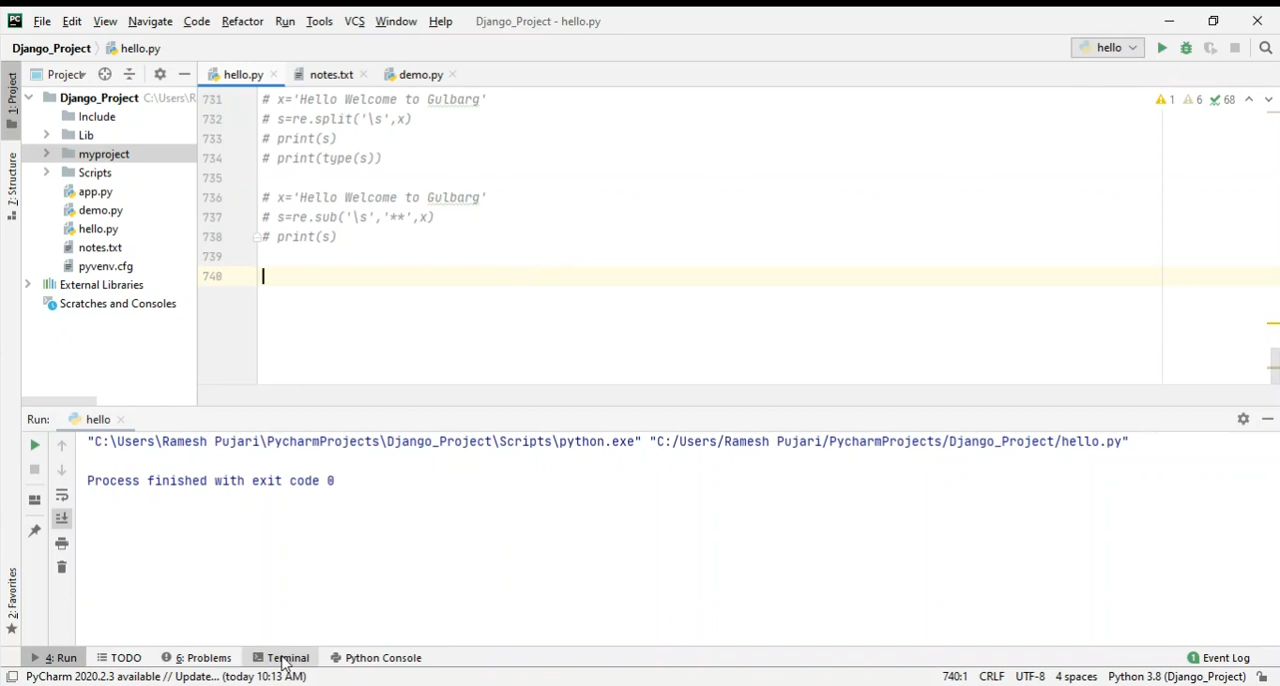 PC File Edit View Navigate Code Refactor Run Tools VCS Window Help Django_Project - hello.py
Django_Project hello.py hello
1: Project Project hello.py notes.txt demo.py
Django_Project C:\Users\R
Include
Lib
myproject
Scripts
app.py
demo.py
hello.py
notes.txt
pyvenv.cfg
External Libraries
Scratches and Consoles
Z: Structure
731 # x='Hello Welcome to Gulbarg' 1 6 68
732 # s=re.split('\s',x)
733 # print(s)
734 # print(type(s))
735
736 # x='Hello Welcome to Gulbarg'
737 # s=re.sub('\s','**',x)
738 # print(s)
739
740
Run: hello
"C:\Users\Ramesh Pujari\PycharmProjects\Django_Project\Scripts\python.exe" "C:/Users/Ramesh Pujari/PycharmProjects/Django_Project/hello.py"
Process finished with exit code 0
2: Favorites
4: Run TODO 6: Problems Terminal Python Console 1 Event Log
PyCharm 2020.2.3 available // Update... (today 10:13 AM) 740:1 CRLF UTF-8 4 spaces Python 3.8 (Django_Project)